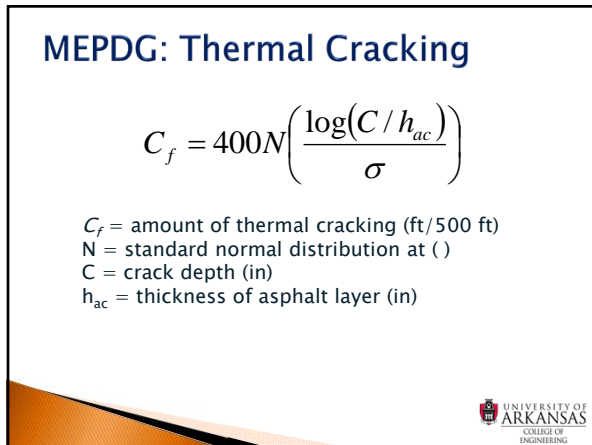 MEPDG: Thermal Cracking
C_f = 400N(log(C / h_ac) / σ)
C_f = amount of thermal cracking (ft/500 ft)
N = standard normal distribution at ( )
C = crack depth (in)
h_ac = thickness of asphalt layer (in)
UNIVERSITY OF
ARKANSAS
COLLEGE OF
ENGINEERING